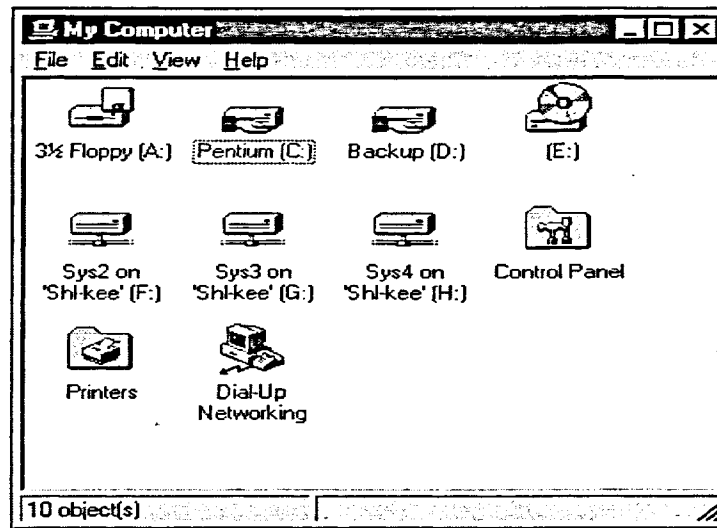 My Computer
File Edit View Help
3½ Floppy (A:) Pentium (C:) Backup (D:) (E:)
Sys2 on Sys3 on Sys4 on Control Panel
'Shl-kee' (F:) 'Shl-kee' (G:) 'Shl-kee' (H:)
Printers Dial-Up
Networking
10 object(s)